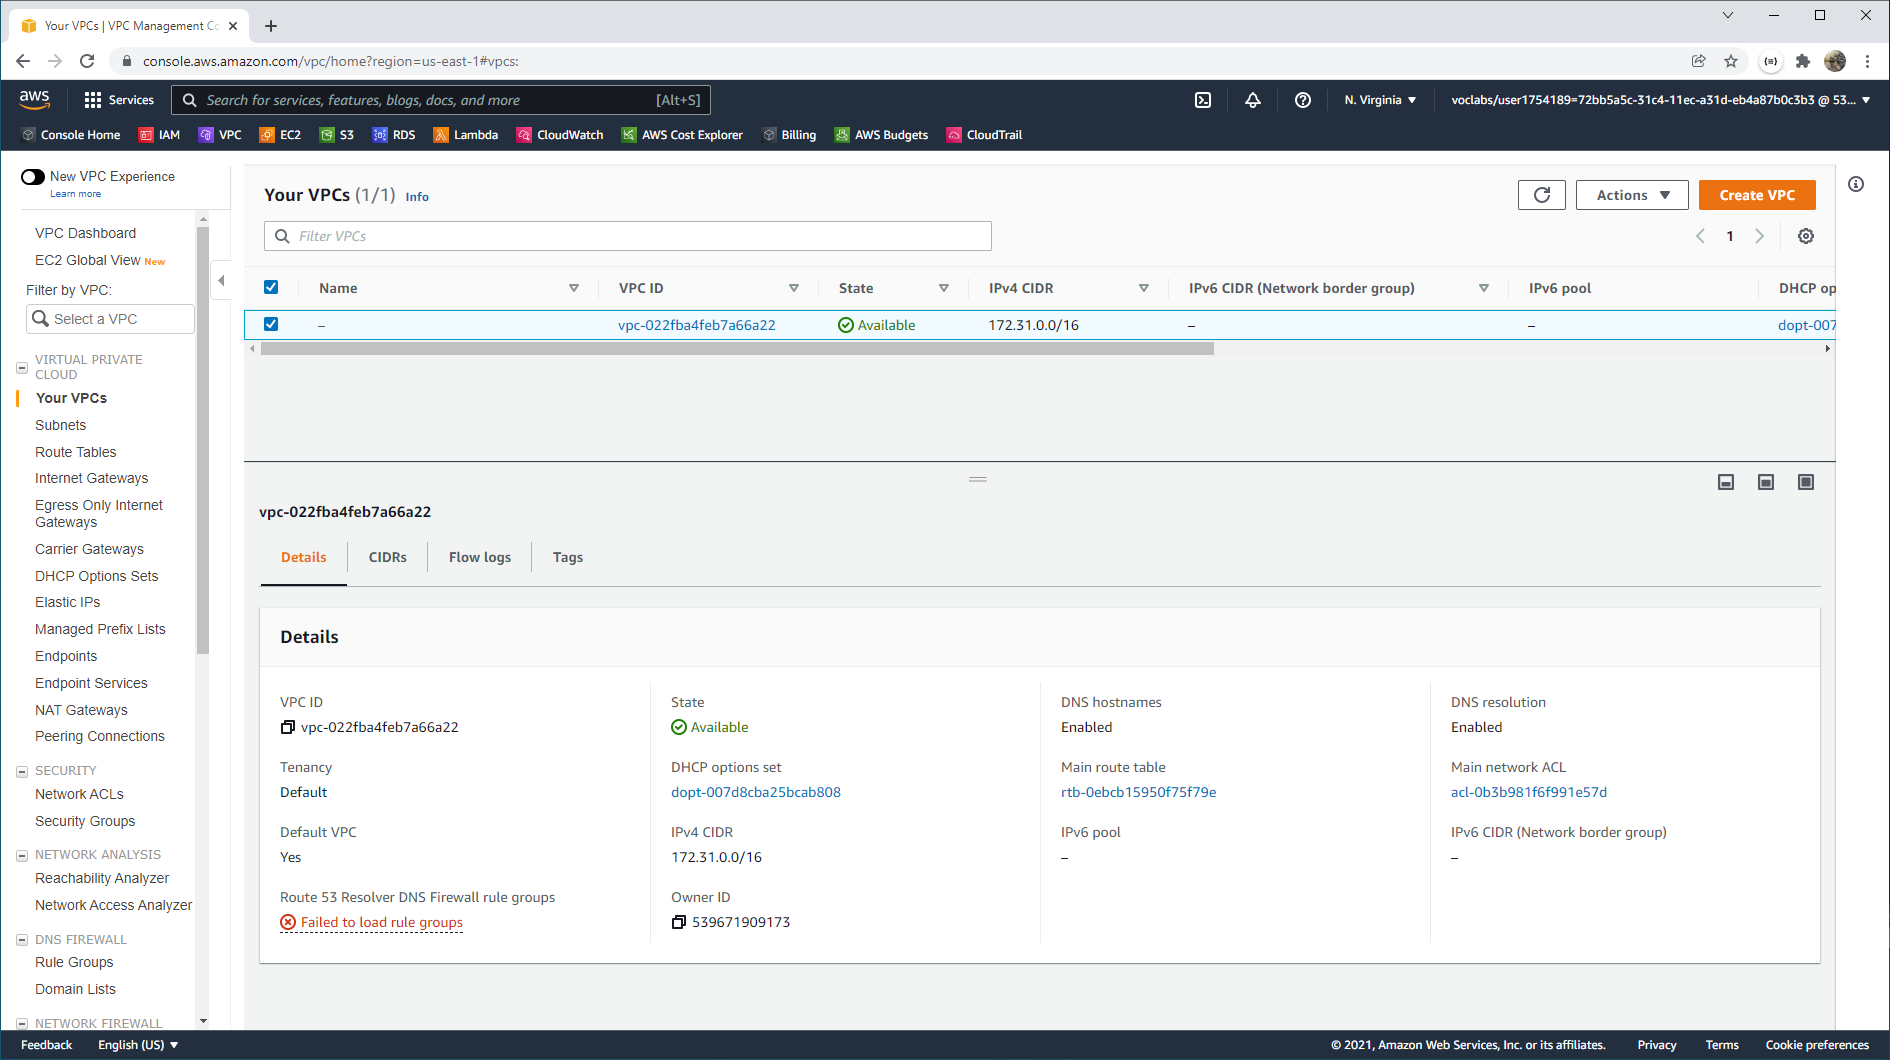 Your VPCs | VPC Management Co
console.aws.amazon.com/vpc/home?region=us-east-1#vpcs:
aws
Services
Search for services, features, blogs, docs, and more
[Alt+S]
N. Virginia
voclabs/user1754189=72bb5a5c-31c4-11ec-a31d-eb4a87b0c3b3 @ 53...
Console Home
IAM
VPC
EC2
S3
RDS
Lambda
CloudWatch
AWS Cost Explorer
Billing
AWS Budgets
CloudTrail
New VPC Experience
Learn more
VPC Dashboard
EC2 Global View New
Filter by VPC:
Select a VPC
VIRTUAL PRIVATE
CLOUD
Your VPCs
Subnets
Route Tables
Internet Gateways
Egress Only Internet
Gateways
Carrier Gateways
DHCP Options Sets
Elastic IPs
Managed Prefix Lists
Endpoints
Endpoint Services
NAT Gateways
Peering Connections
SECURITY
Network ACLs
Security Groups
NETWORK ANALYSIS
Reachability Analyzer
Network Access Analyzer
DNS FIREWALL
Rule Groups
Domain Lists
NETWORK FIREWALL
Your VPCs (1/1) Info
Actions
Create VPC
Filter VPCs
1
Name
VPC ID
State
IPv4 CIDR
IPv6 CIDR (Network border group)
IPv6 pool
DHCP op
–
vpc-022fba4feb7a66a22
Available
172.31.0.0/16
–
–
dopt-007
vpc-022fba4feb7a66a22
Details
CIDRs
Flow logs
Tags
Details
VPC ID
vpc-022fba4feb7a66a22
State
Available
DNS hostnames
Enabled
DNS resolution
Enabled
Tenancy
Default
DHCP options set
dopt-007d8cba25bcab808
Main route table
rtb-0ebcb15950f75f79e
Main network ACL
acl-0b3b981f6f991e57d
Default VPC
Yes
IPv4 CIDR
172.31.0.0/16
IPv6 pool
–
IPv6 CIDR (Network border group)
–
Route 53 Resolver DNS Firewall rule groups
Failed to load rule groups
Owner ID
539671909173
Feedback
English (US)
© 2021, Amazon Web Services, Inc. or its affiliates.
Privacy
Terms
Cookie preferences